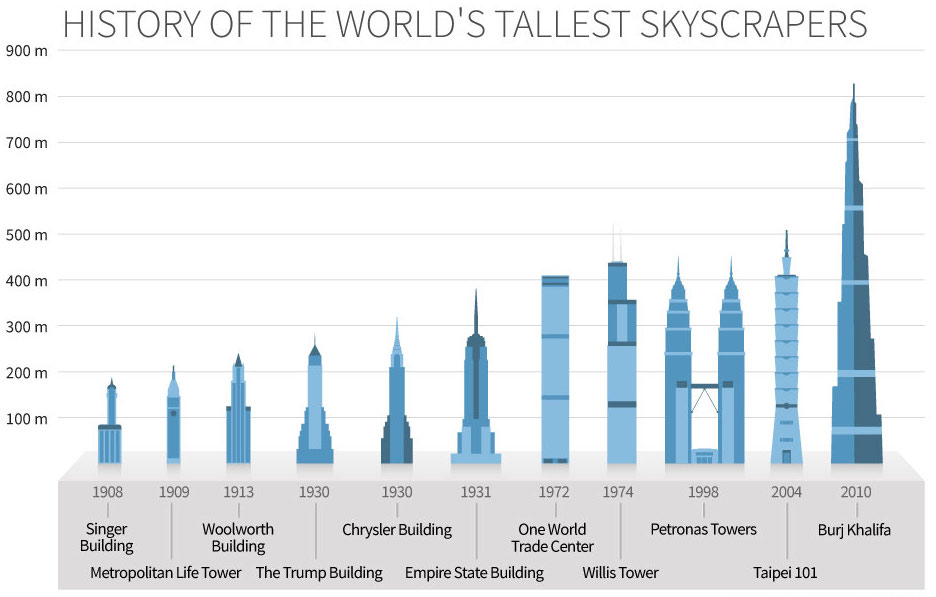 HISTORY OF THE WORLD'S TALLEST SKYSCRAPERS
900 m
800 m
700 m
600 m
500 m
400 m
300 m
200 m
100 m
1908
1909
1913
1930
1930
1931
1972
1974
1998
2004
2010
Singer
Building
Woolworth
Building
Chrysler Building
One World
Trade Center
Petronas Towers
Burj Khalifa
Metropolitan Life Tower
The Trump Building
Empire State Building
Willis Tower
Taipei 101